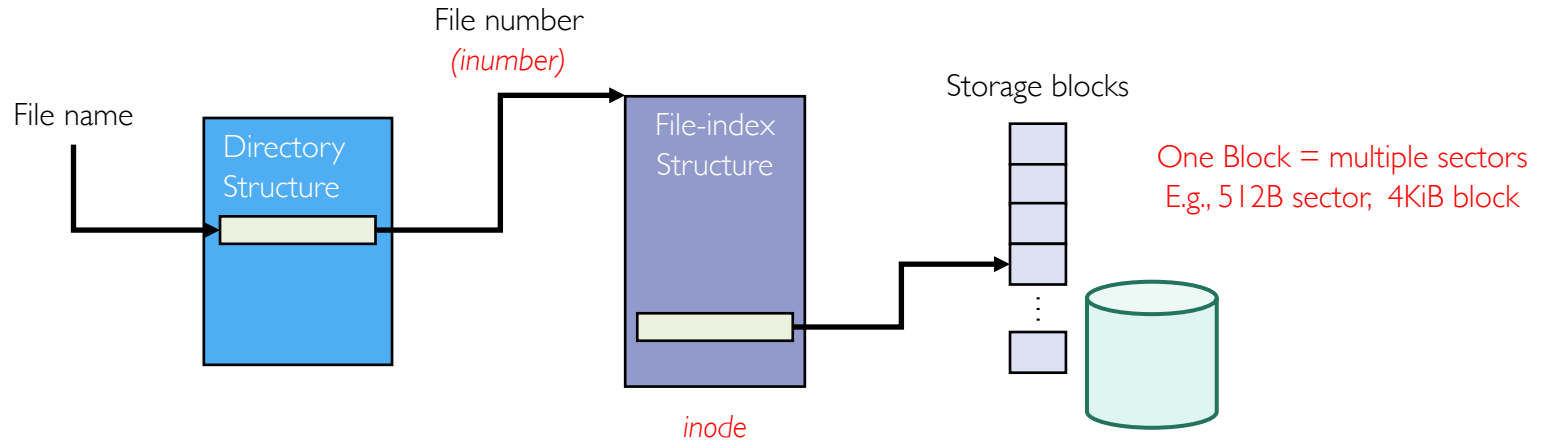 File number
(inumber)
File name
Directory
Structure
File-index
Structure
inode
Storage blocks
One Block = multiple sectors
E.g., 512B sector, 4KiB block